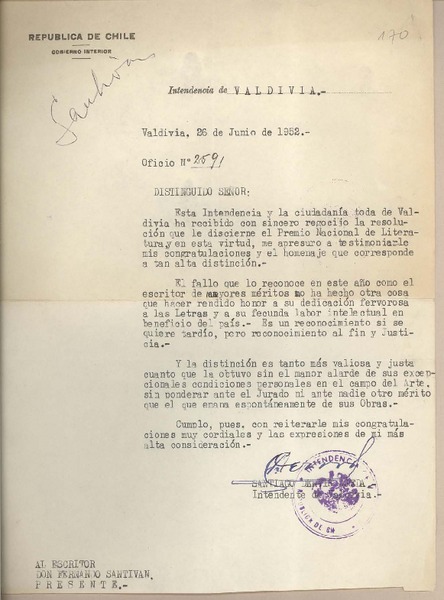 170
REPUBLICA DE CHILE
GOBIERNO INTERIOR
Intendencia de VALDIVIA.-
Valdivia, 26 de Junio de 1952.-
Oficio N° 2591
DISTINGUIDO SEÑOR:
Esta Intendencia y la ciudadanía toda de Val-
divia ha recibido con sincero regocijo la resolu-
ción que le discierne el Premio Nacional de Litera-
tura, y en esta virtud, me apresuro a testimoniarle
mis congratulaciones y el homenaje que corresponde
a tan alta distinción.-
El fallo que lo reconoce en este año como el
escritor de mayores méritos no ha hecho otra cosa
que hacer rendido honor a su dedicación fervorosa
a las Letras y a su fecunda labor intelectual en
beneficio del país.- Es un reconocimiento si se
quiere tardío, pero reconocimiento al fin y Justi-
cia.-
Y la distinción es tanto más valiosa y justa
cuanto que la obtuvo sin el manor alarde de sus excep-
cionales condiciones personales en el campo del Arte,
sin ponderar ante el Jurado mi ante nadie otro mérito
que el que emana espontáneamente de sus Obras.-
Cumplo, pues, con reiterarle mis congratula-
ciones muy cordiales y las expresiones de mi más
alta consideración.-
INTENDENCIA
SANTIAGO
Intendente de
AL ESCRITOR
DON FERNANDO SANTIVAN.
PRESENTE.-